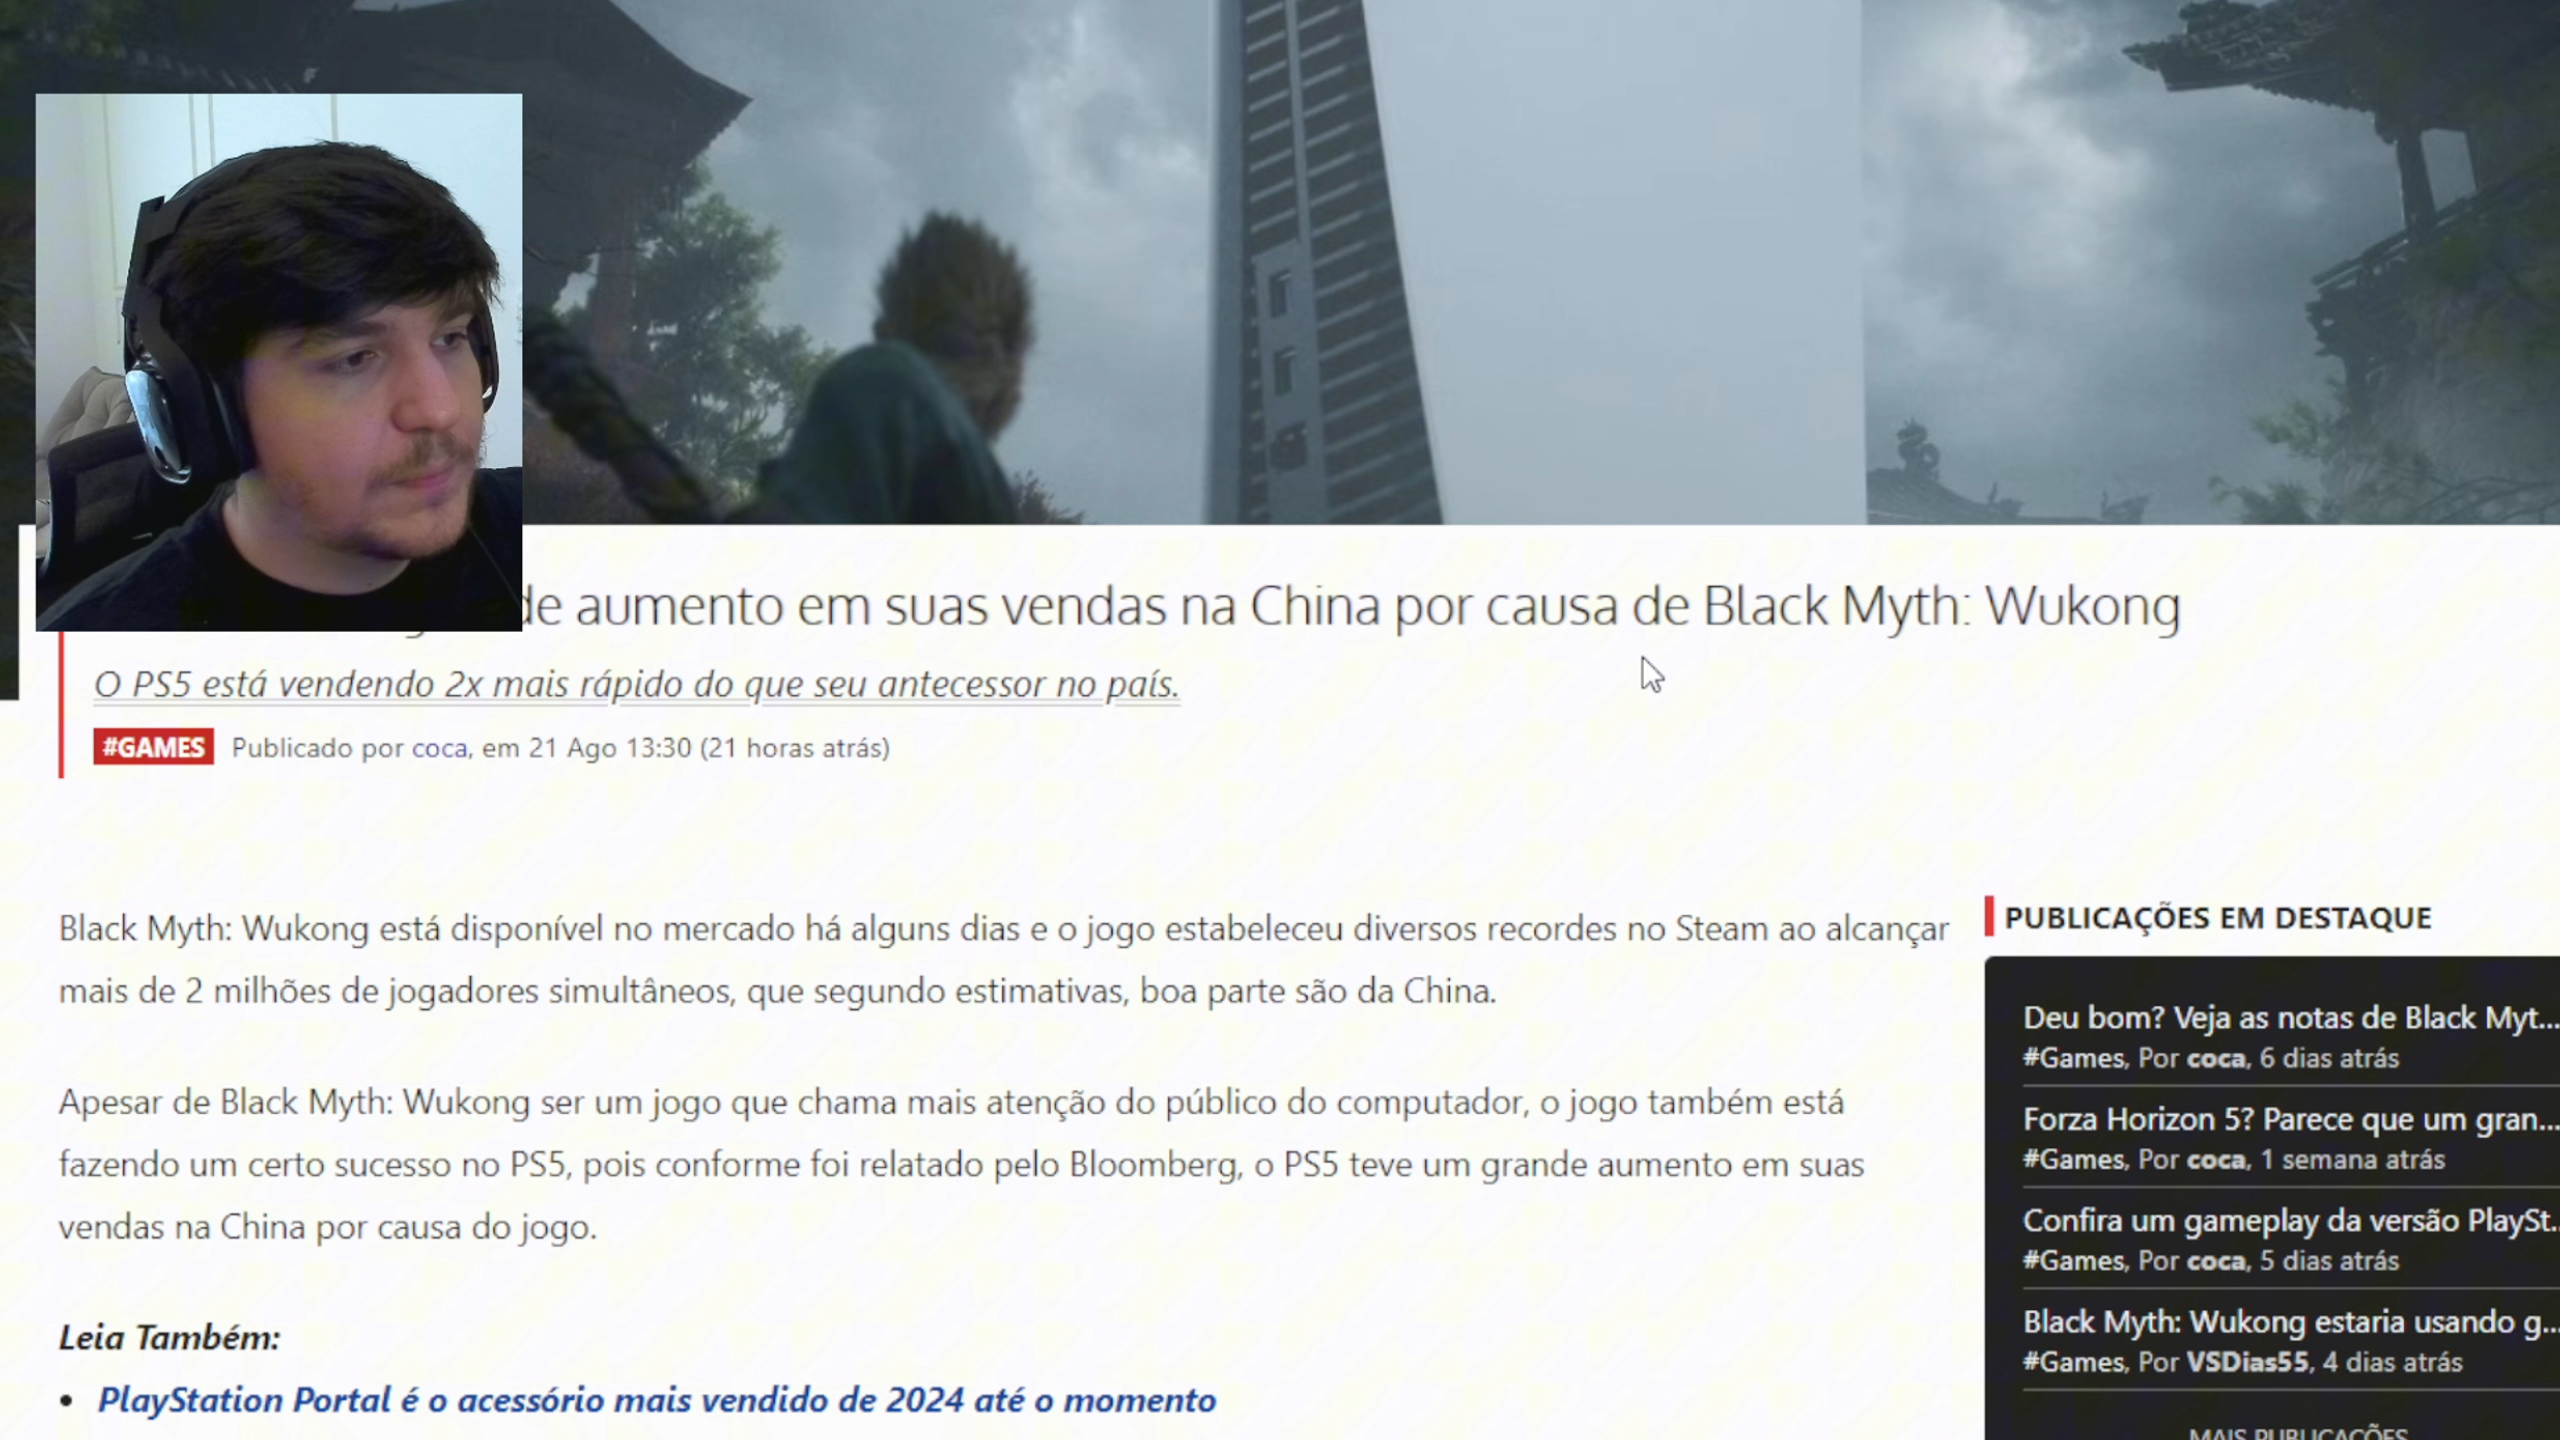 de aumento em suas vendas na China por causa de Black Myth: Wukong
O PS5 está vendendo 2x mais rápido do que seu antecessor no país.
#GAMES Publicado por coca, em 21 Ago 13:30 (21 horas atrás)
Black Myth: Wukong está disponível no mercado há alguns dias e o jogo estabeleceu diversos recordes no Steam ao alcançar
mais de 2 milhões de jogadores simultâneos, que segundo estimativas, boa parte são da China.
Apesar de Black Myth: Wukong ser um jogo que chama mais atenção do público do computador, o jogo também está
fazendo um certo sucesso no PS5, pois conforme foi relatado pelo Bloomberg, o PS5 teve um grande aumento em suas
vendas na China por causa do jogo.
Leia Também:
• PlayStation Portal é o acessório mais vendido de 2024 até o momento
PUBLICAÇÕES EM DESTAQUE
Deu bom? Veja as notas de Black Myt...
#Games, Por coca, 6 dias atrás
Forza Horizon 5? Parece que um gran...
#Games, Por coca, 1 semana atrás
Confira um gameplay da versão PlaySt...
#Games, Por coca, 5 dias atrás
Black Myth: Wukong estaria usando g...
#Games, Por VSDias55, 4 dias atrás
MAIS PUBLICAÇÕES